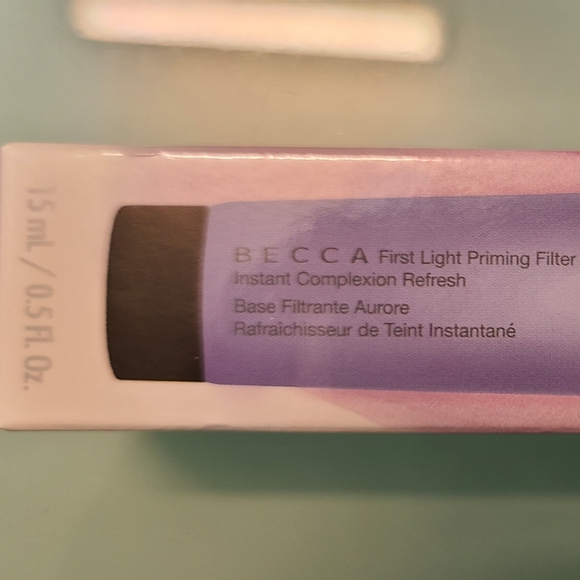 15 mL / 0.5 Fl. Oz.
BECCA First Light Priming Filter
Instant Complexion Refresh
Base Filtrante Aurore
Rafraîchisseur de Teint Instantané